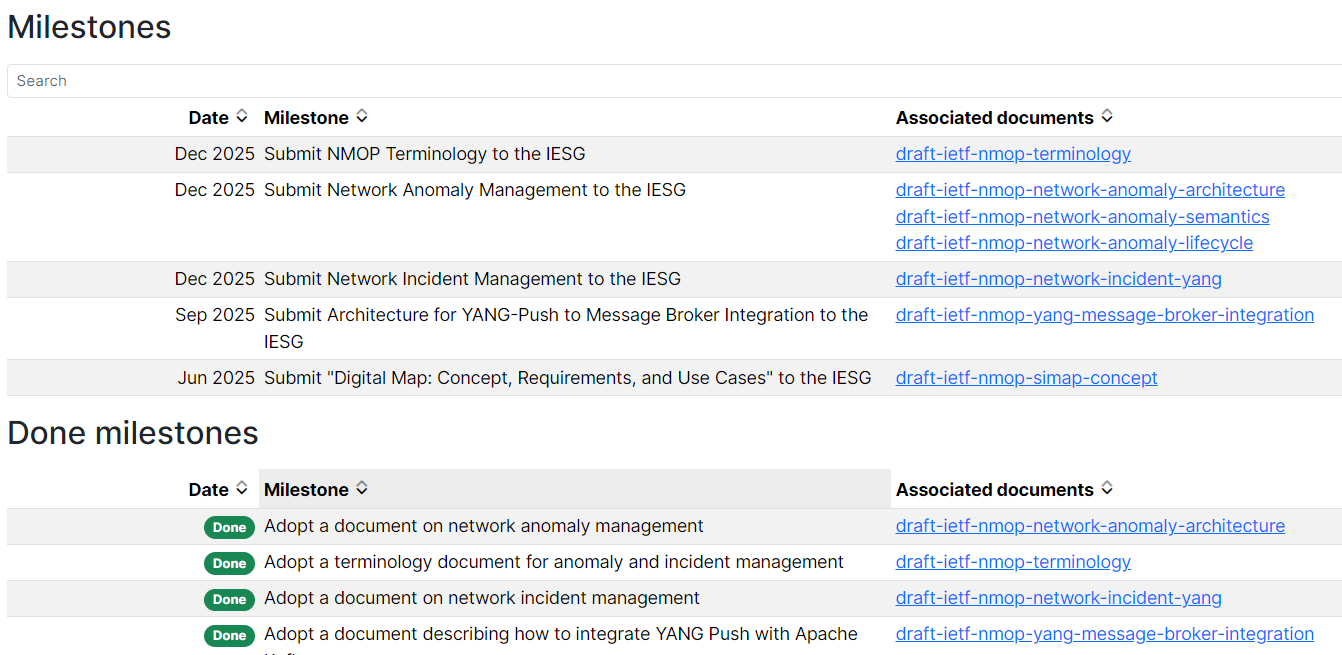 Milestones
Search
Date Milestone Associated documents
Dec 2025 Submit NMOP Terminology to the IESG draft-ietf-nmop-terminology
Dec 2025 Submit Network Anomaly Management to the IESG draft-ietf-nmop-network-anomaly-architecture
draft-ietf-nmop-network-anomaly-semantics
draft-ietf-nmop-network-anomaly-lifecycle
Dec 2025 Submit Network Incident Management to the IESG draft-ietf-nmop-network-incident-yang
Sep 2025 Submit Architecture for YANG-Push to Message Broker Integration to the draft-ietf-nmop-yang-message-broker-integration
IESG
Jun 2025 Submit "Digital Map: Concept, Requirements, and Use Cases" to the IESG draft-ietf-nmop-simap-concept
Done milestones
Date Milestone Associated documents
Done Adopt a document on network anomaly management draft-ietf-nmop-network-anomaly-architecture
Done Adopt a terminology document for anomaly and incident management draft-ietf-nmop-terminology
Done Adopt a document on network incident management draft-ietf-nmop-network-incident-yang
Done Adopt a document describing how to integrate YANG Push with Apache draft-ietf-nmop-yang-message-broker-integration